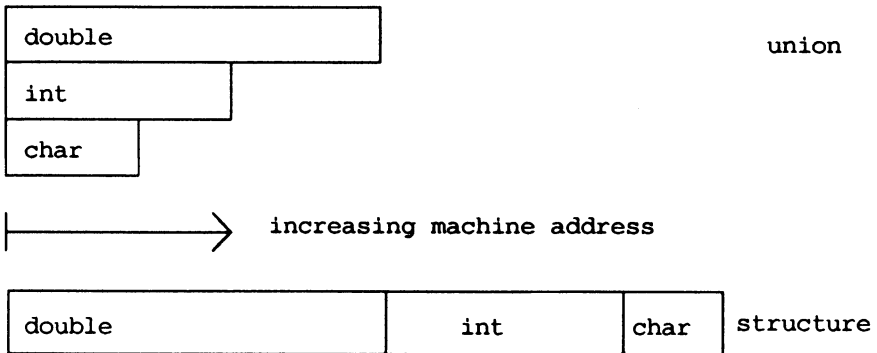 double
union
int
char
increasing machine address
double int char structure